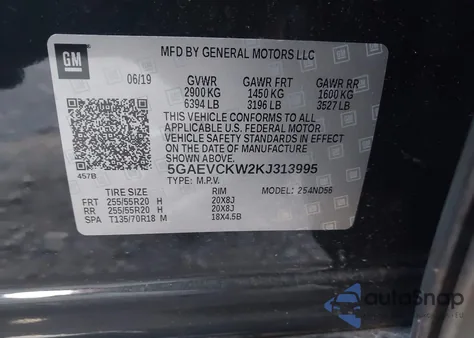 GM
MFD BY GENERAL MOTORS LLC
06/19 GVWR GAWR FRT GAWR RR
2900 KG 1450 KG 1600 KG
6394 LB 3196 LB 3527 LB
THIS VEHICLE CONFORMS TO ALL
APPLICABLE U.S. FEDERAL MOTOR
VEHICLE SAFETY STANDARDS IN EFFECT
ON THE DATE OF MANUFACTURE
SHOWN ABOVE.
457B 5GAEVCKW2KJ313995
TYPE: M.P.V. MODEL: 254ND56
TIRE SIZE RIM
FRT 255/55R20 H 20X8J
RR 255/55R20 H 20X8J
SPA T135/70R18 M 18X4.5B
autoSnap